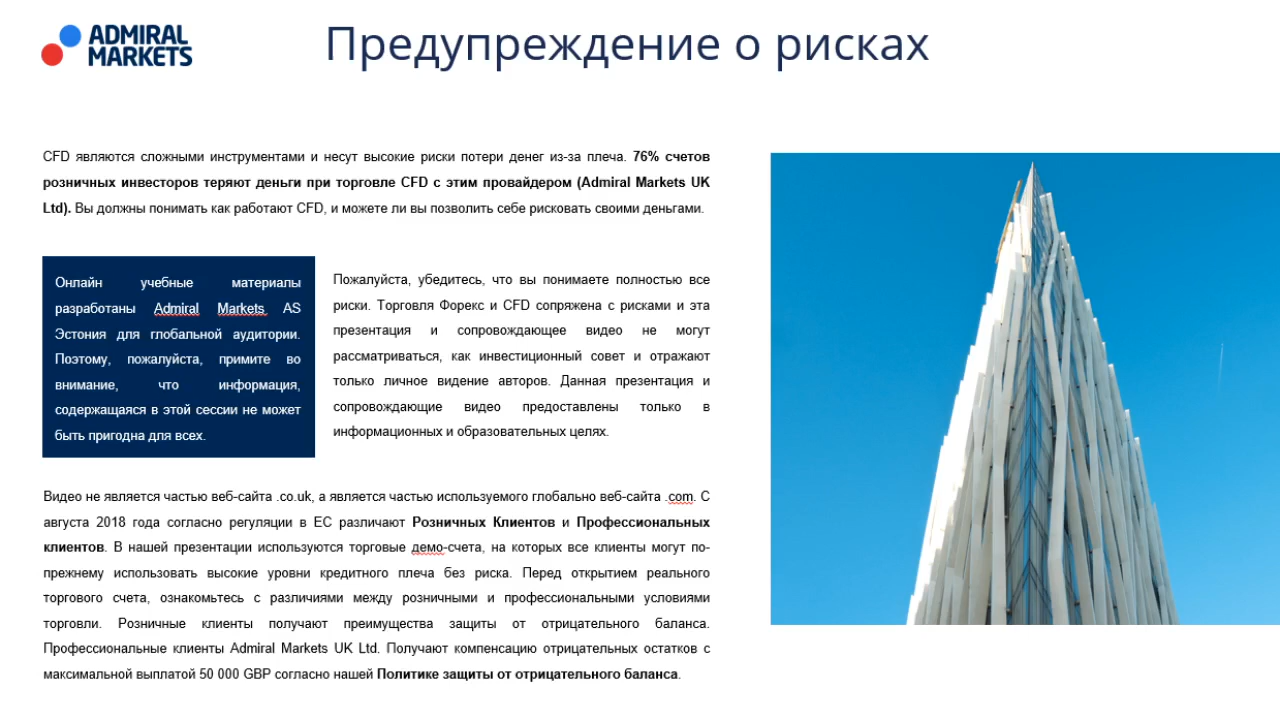 ADMIRAL
MARKETS
Предупреждение о рисках
CFD являются сложными инструментами и несут высокие риски потери денег из-за плеча. 76% счетов
розничных инвесторов теряют деньги при торговле CFD с этим провайдером (Admiral Markets UK
Ltd). Вы должны понимать как работают CFD, и можете ли вы позволить себе рисковать своими деньгами.
Онлайн учебные материалы
разработаны Admiral Markets AS
Эстония для глобальной аудитории.
Поэтому, пожалуйста, примите во
внимание, что информация,
содержащаяся в этой сессии не может
быть пригодна для всех.
Пожалуйста, убедитесь, что вы понимаете полностью все
риски. Торговля Форекс и CFD сопряжена с рисками и эта
презентация и сопровождающее видео не могут
рассматриваться, как инвестиционный совет и отражают
только личное видение авторов. Данная презентация и
сопровождающие видео предоставлены только в
информационных и образовательных целях.
Видео не является частью веб-сайта .co.uk, а является частью используемого глобально веб-сайта .com. С
августа 2018 года согласно регуляции в ЕС различают Розничных Клиентов и Профессиональных
клиентов. В нашей презентации используются торговые демо-счета, на которых все клиенты могут по-
прежнему использовать высокие уровни кредитного плеча без риска. Перед открытием реального
торгового счета, ознакомьтесь с различиями между розничными и профессиональными условиями
торговли. Розничные клиенты получают преимущества защиты от отрицательного баланса.
Профессиональные клиенты Admiral Markets UK Ltd. Получают компенсацию отрицательных остатков с
максимальной выплатой 50 000 GBP согласно нашей Политике защиты от отрицательного баланса.